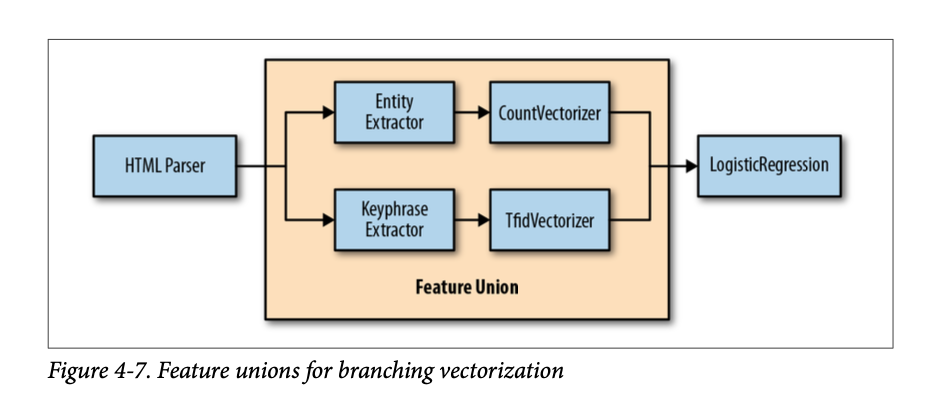 HTML Parser
Entity
Extractor
CountVectorizer
Keyphrase
Extractor
TfidVectorizer
Feature Union
LogisticRegression
Figure 4-7. Feature unions for branching vectorization